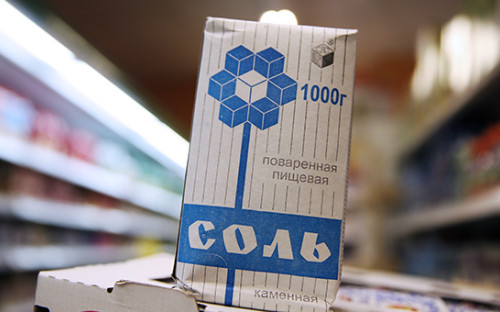 1000г
поваренная
пищевая
соль
каменная